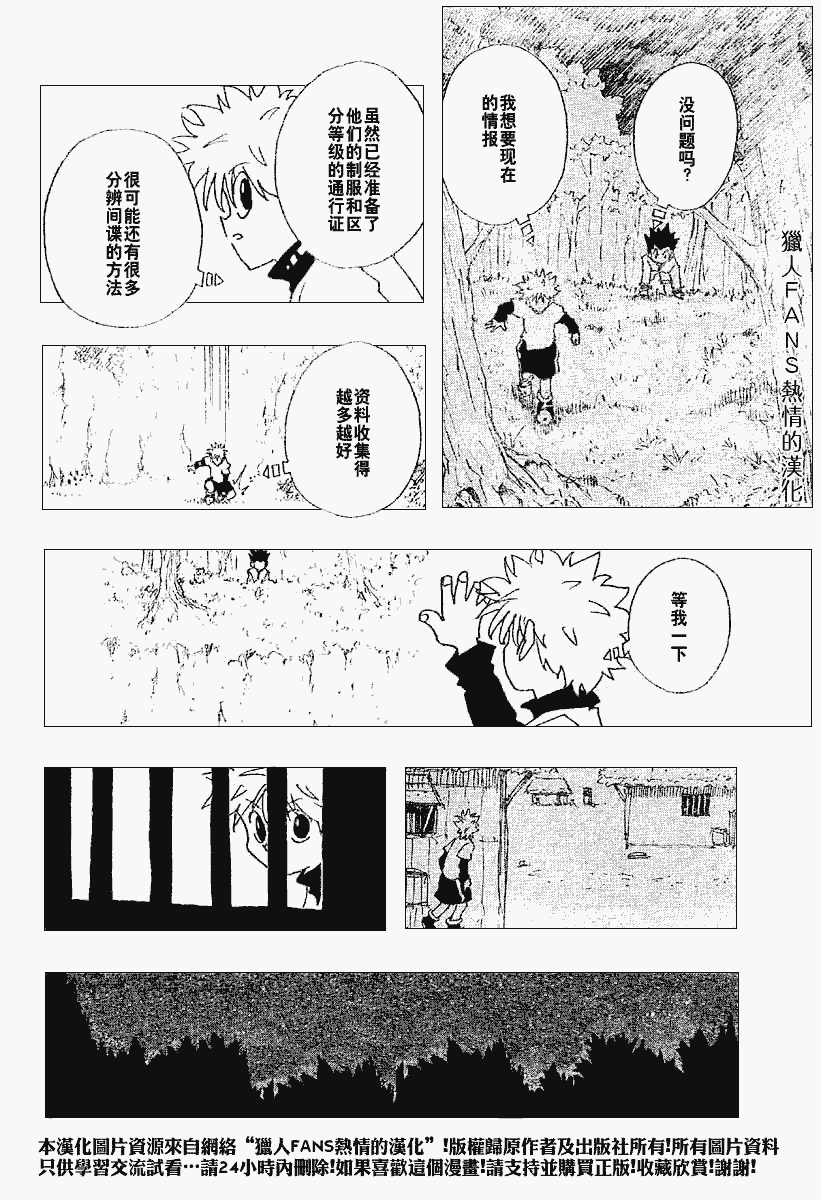 没问题吗?
我想要现在
的情报
獵人FANS熱情的漢化
虽然已经准备了
他们的制服和区
分等级的通行证
很可能还有很多
分辨间谍的方法
资料收集得
越多越好
等我一下
本漢化圖片資源來自網絡“獵人FANS熱情的漢化”!版權歸原作者及出版社所有!所有圖片資料
只供學習交流試看…請24小時內刪除!如果喜歡這個漫畫!請支持並購買正版!收藏欣賞!謝謝!